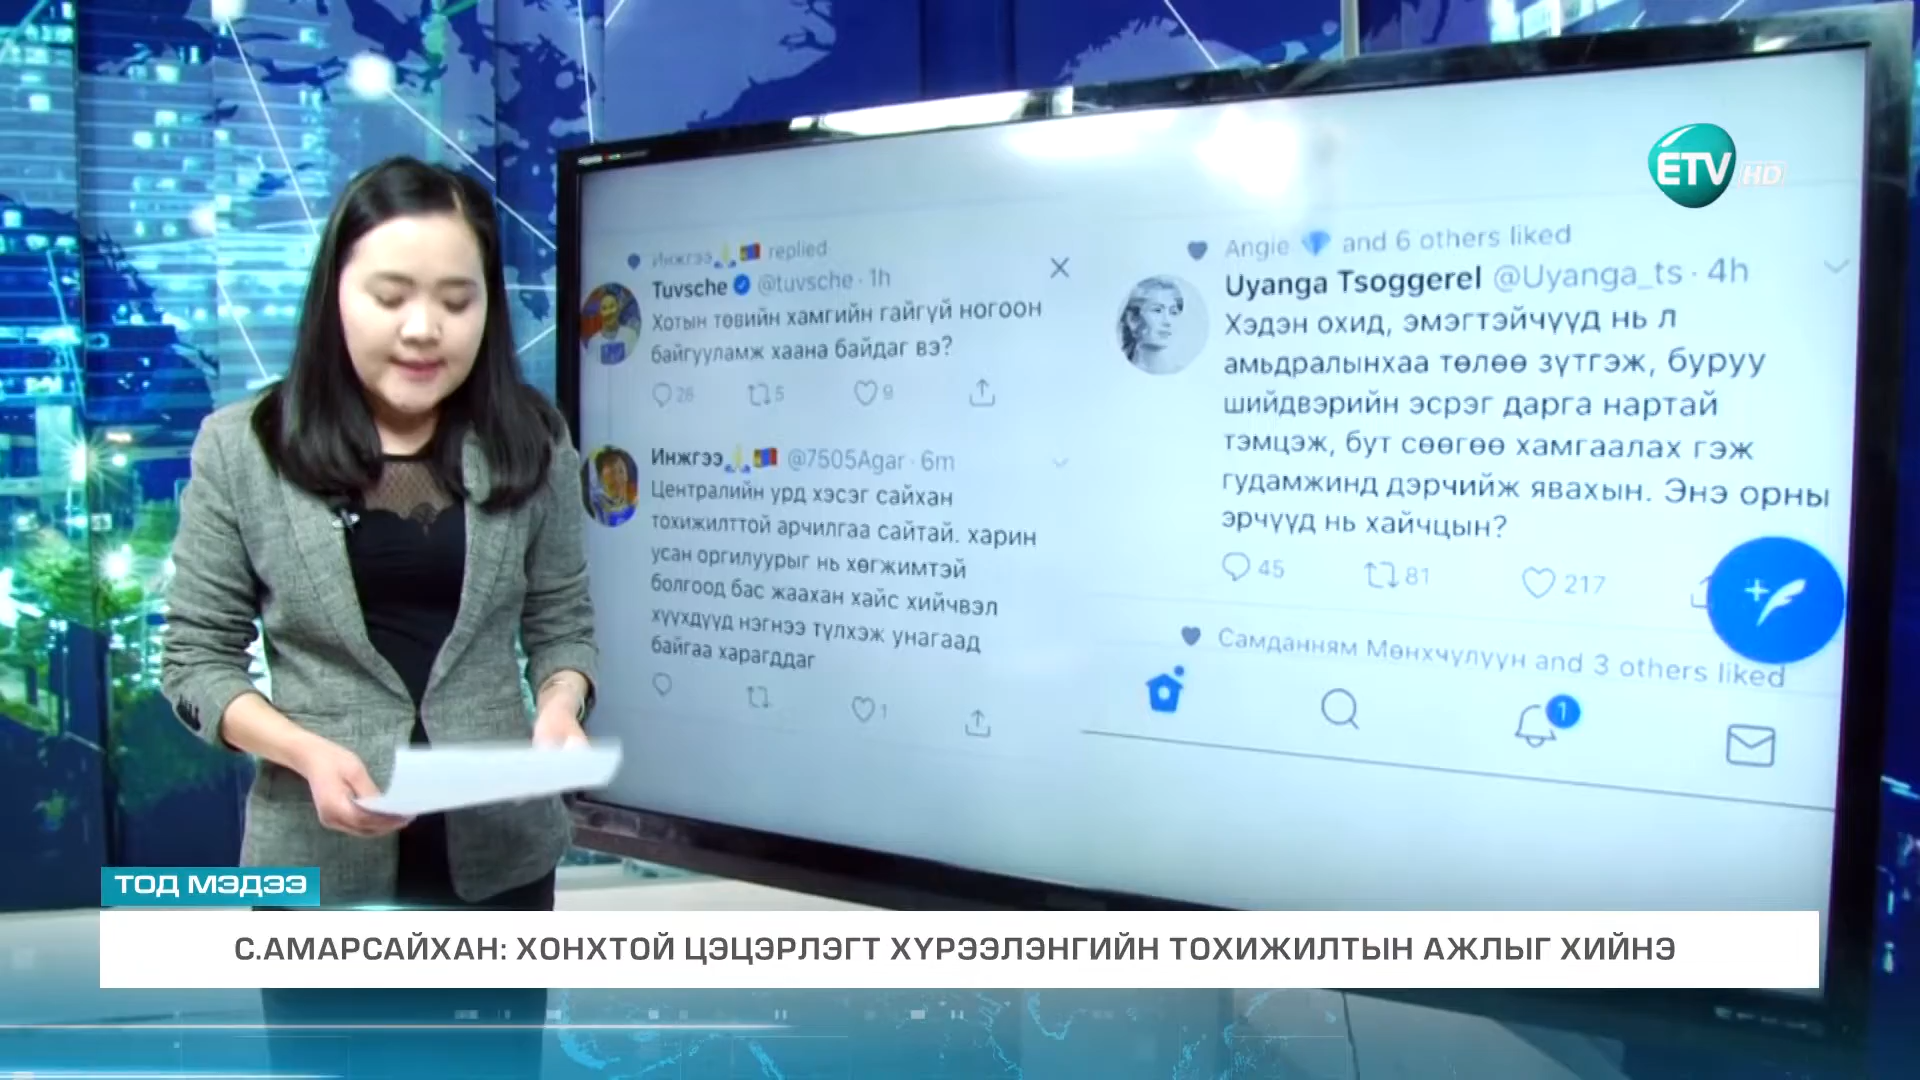 ETV HD
Инжгээ replied
Tuvsche @tuvsche · 1h
Хотын төвийн хамгийн гайгүй ногоон
байгууламж хаана байдаг вэ?
28 5 9
Инжгээ @7505Agar · 6m
Централийн урд хэсэг сайхан
тохижилттой арчилгаа сайтай. харин
усан оргилуурыг нь хөгжимтэй
болгоод бас жаахан хайс хийчвэл
хүүхдүүд нэгнээ түлхэж унагаад
байгаа харагддаг
1
Angie and 6 others liked
Uyanga Tsoggerel @Uyanga_ts · 4h
Хэдэн охид, эмэгтэйчүүд нь л
амьдралынхаа төлөө зүтгэж, буруу
шийдвэрийн эсрэг дарга нартай
тэмцэж, бут сөөгөө хамгаалах гэж
гудамжинд дэрчийж явахын. Энэ орны
эрчүүд нь хайчцын?
45 81 217
Самданням Мөнхчулуун and 3 others liked
1
ТОД МЭДЭЭ
С.АМАРСАЙХАН: ХОНХТОЙ ЦЭЦЭРЛЭГТ ХҮРЭЭЛЭНГИЙН ТОХИЖИЛТЫН АЖЛЫГ ХИЙНЭ